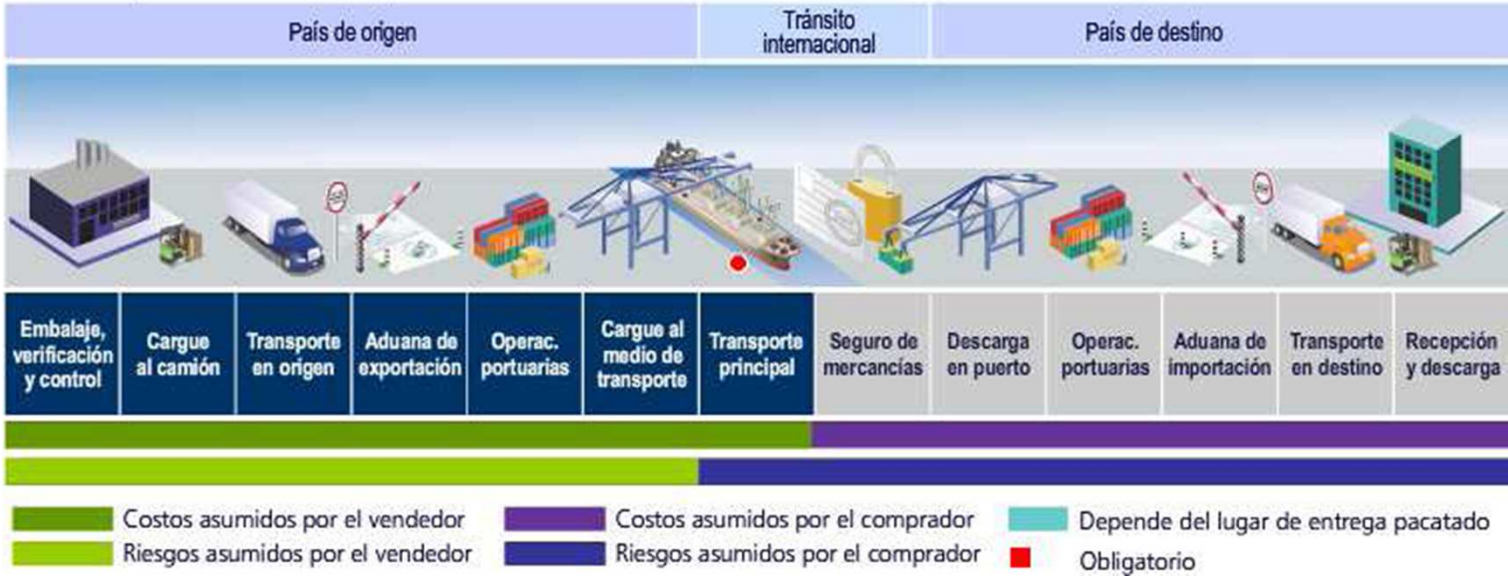 País de origen
Tránsito
internacional
País de destino
Embalaje,
verificación
y control
Cargue
al camión
Transporte
en origen
Aduana de
exportación
Operac.
portuarias
Cargue al
medio de
transporte
Transporte
principal
Seguro de
mercancías
Descarga
en puerto
Operac.
portuarias
Aduana de
importación
Transporte
en destino
Recepción
y descarga
Costos asumidos por el vendedor
Costos asumidos por el comprador
Depende del lugar de entrega pacatado
Riesgos asumidos por el vendedor
Riesgos asumidos por el comprador
Obligatorio